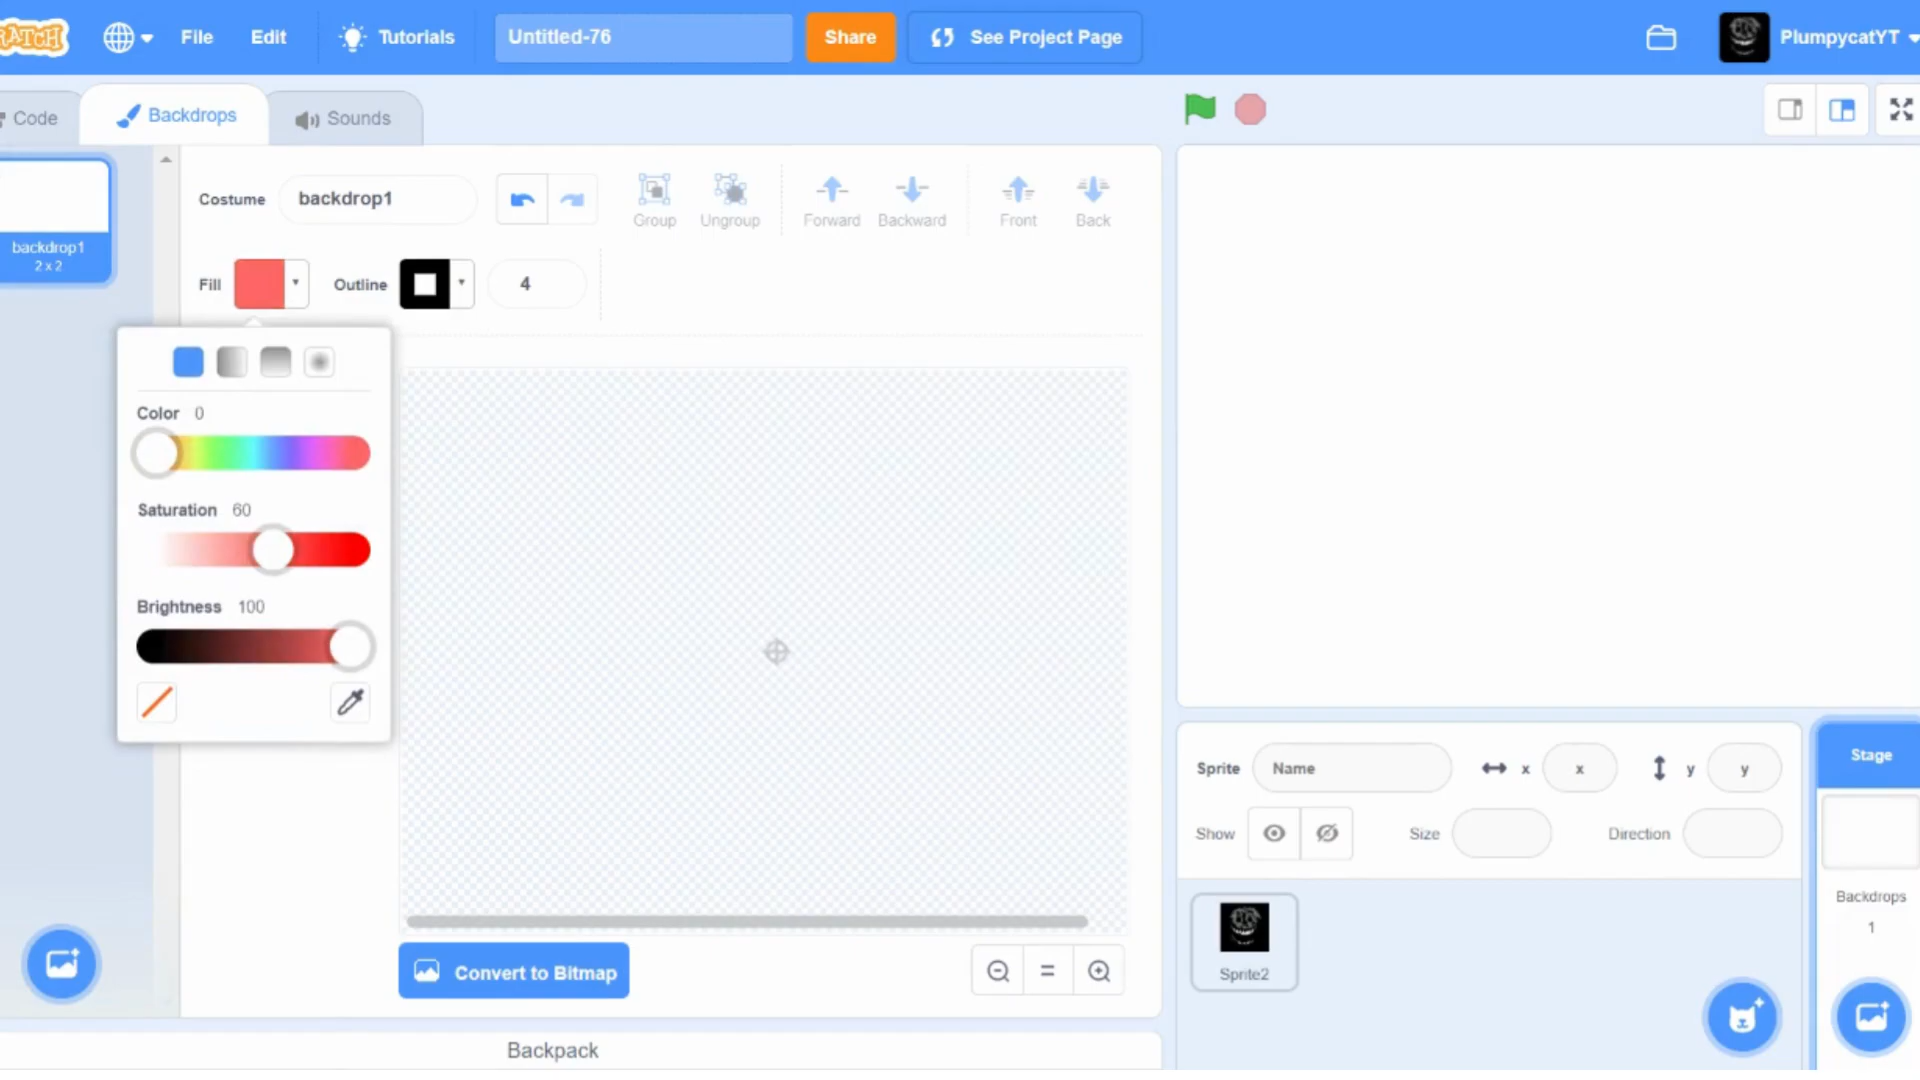 RATCH
File
Edit
Tutorials
Untitled-76
Share
See Project Page
PlumpycatYT
Code
Backdrops
Sounds
Costume
backdrop1
Group
Ungroup
Forward
Backward
Front
Back
backdrop1
2 x 2
Fill
Outline
4
Color 0
Saturation 60
Brightness 100
Convert to Bitmap
Backpack
Sprite
Name
x
x
y
y
Show
Size
Direction
Sprite2
Stage
Backdrops
1